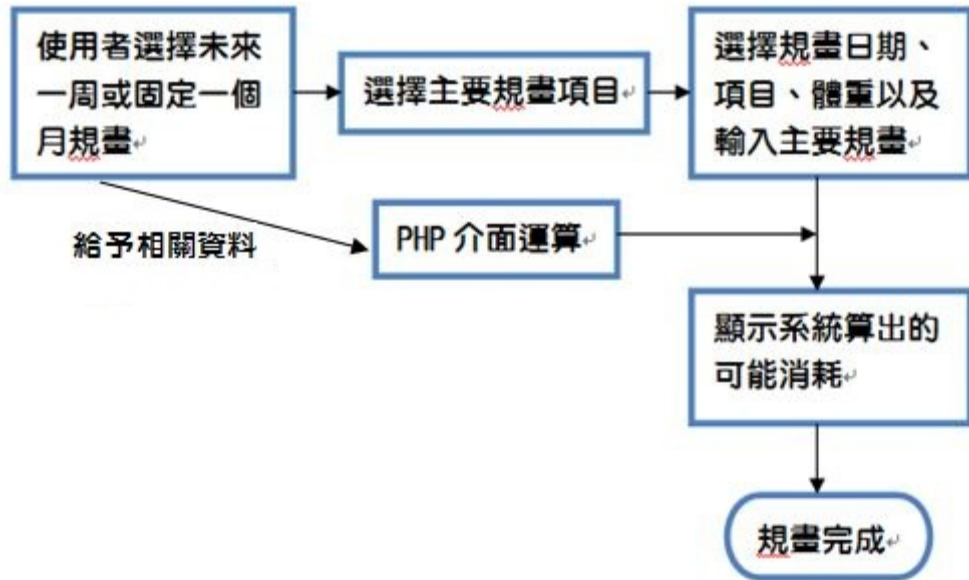 使用者選擇未來
一周或固定一個
月規畫
選擇主要規畫項目
選擇規畫日期、
項目、體重以及
輸入主要規畫
給予相關資料
PHP 介面運算
顯示系統算出的
可能消耗
規畫完成